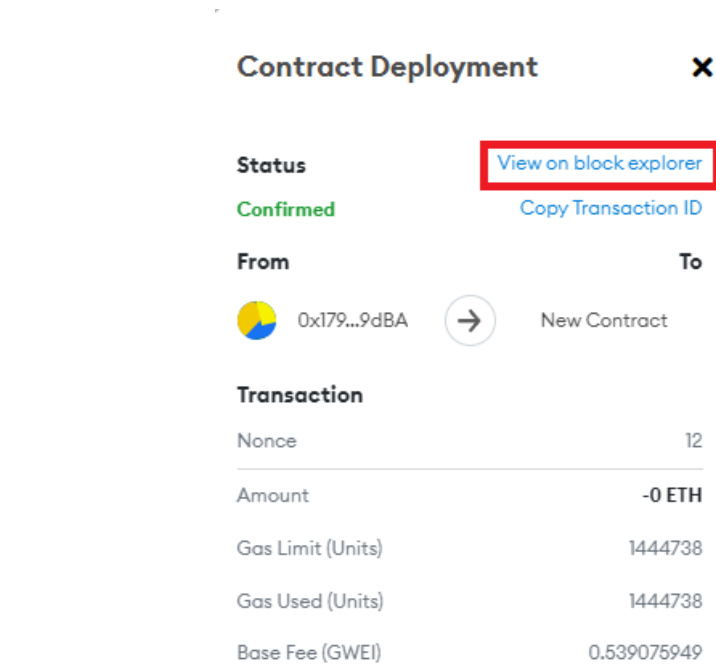 Contract Deployment
Status View on block explorer
Confirmed Copy Transaction ID
From To
0x179...9dBA New Contract
Transaction
Nonce 12
Amount -0 ETH
Gas Limit (Units) 1444738
Gas Used (Units) 1444738
Base Fee (GWEI) 0.539075949